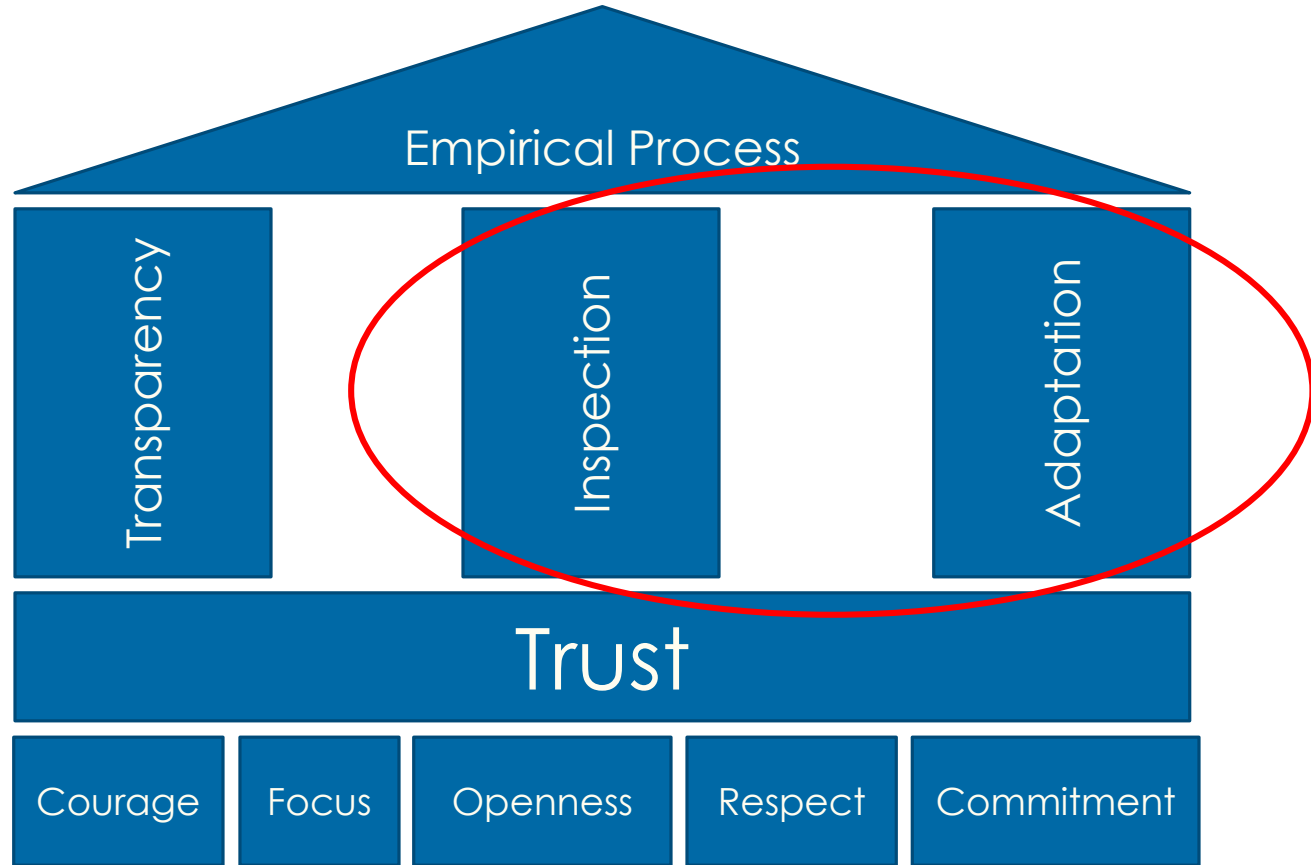 Empirical Process
Transparency
Inspection
Adaptation
Trust
Courage
Focus
Openness
Respect
Commitment